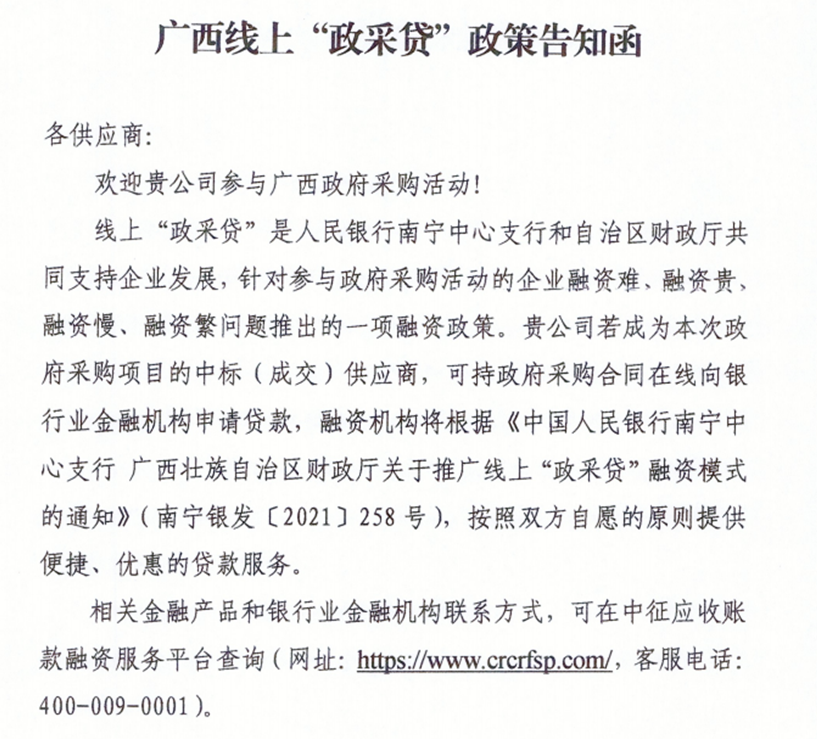 广西线上“政采贷”政策告知函
各供应商：
欢迎贵公司参与广西政府采购活动！
线上“政采贷”是人民银行南宁中心支行和自治区财政厅共
同支持企业发展，针对参与政府采购活动的企业融资难、融资贵、
融资慢、融资繁问题推出的一项融资政策。贵公司若成为本次政
府采购项目的中标（成交）供应商，可持政府采购合同在线向银
行业金融机构申请贷款，融资机构将根据《中国人民银行南宁中
心支行 广西壮族自治区财政厅关于推广线上“政采贷”融资模式
的通知》（南宁银发〔2021〕258 号），按照双方自愿的原则提供
便捷、优惠的贷款服务。
相关金融产品和银行业金融机构联系方式，可在中征应收账
款融资服务平台查询（网址：https://www.crcrfsp.com/，客服电话：
400-009-0001）。